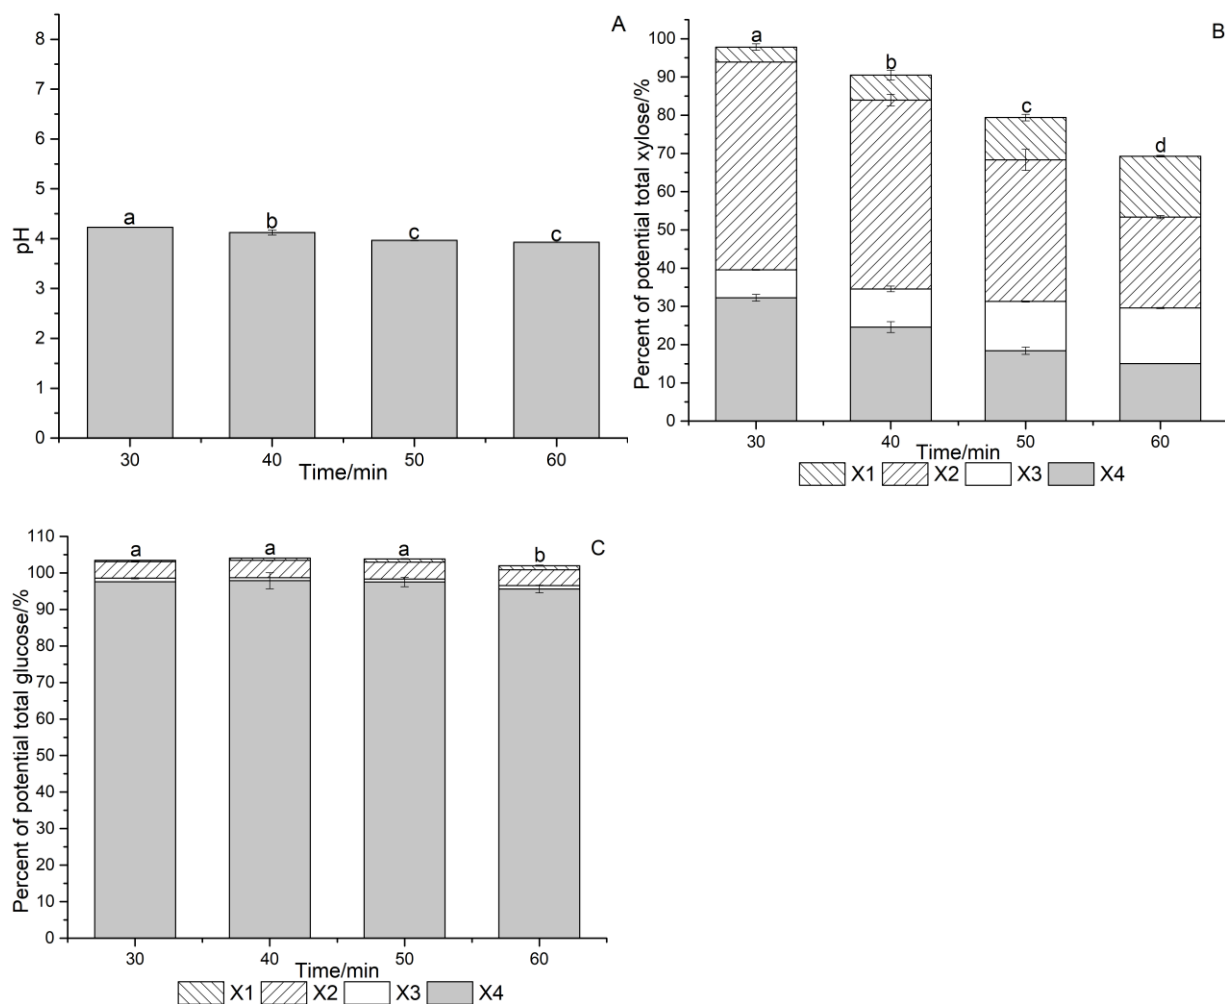 A
pH
8
7
6
5
4
3
2
1
0
a
b
c
c
30
40
50
60
Time/min
B
Percent of potential total xylose/%
100
90
80
70
60
50
40
30
20
10
0
a
b
c
d
30
40
50
60
Time/min
X1 X2 X3 X4
C
Percent of potential total glucose/%
110
100
90
80
70
60
50
40
30
20
10
0
a
a
a
b
30
40
50
60
Time/min
X1 X2 X3 X4